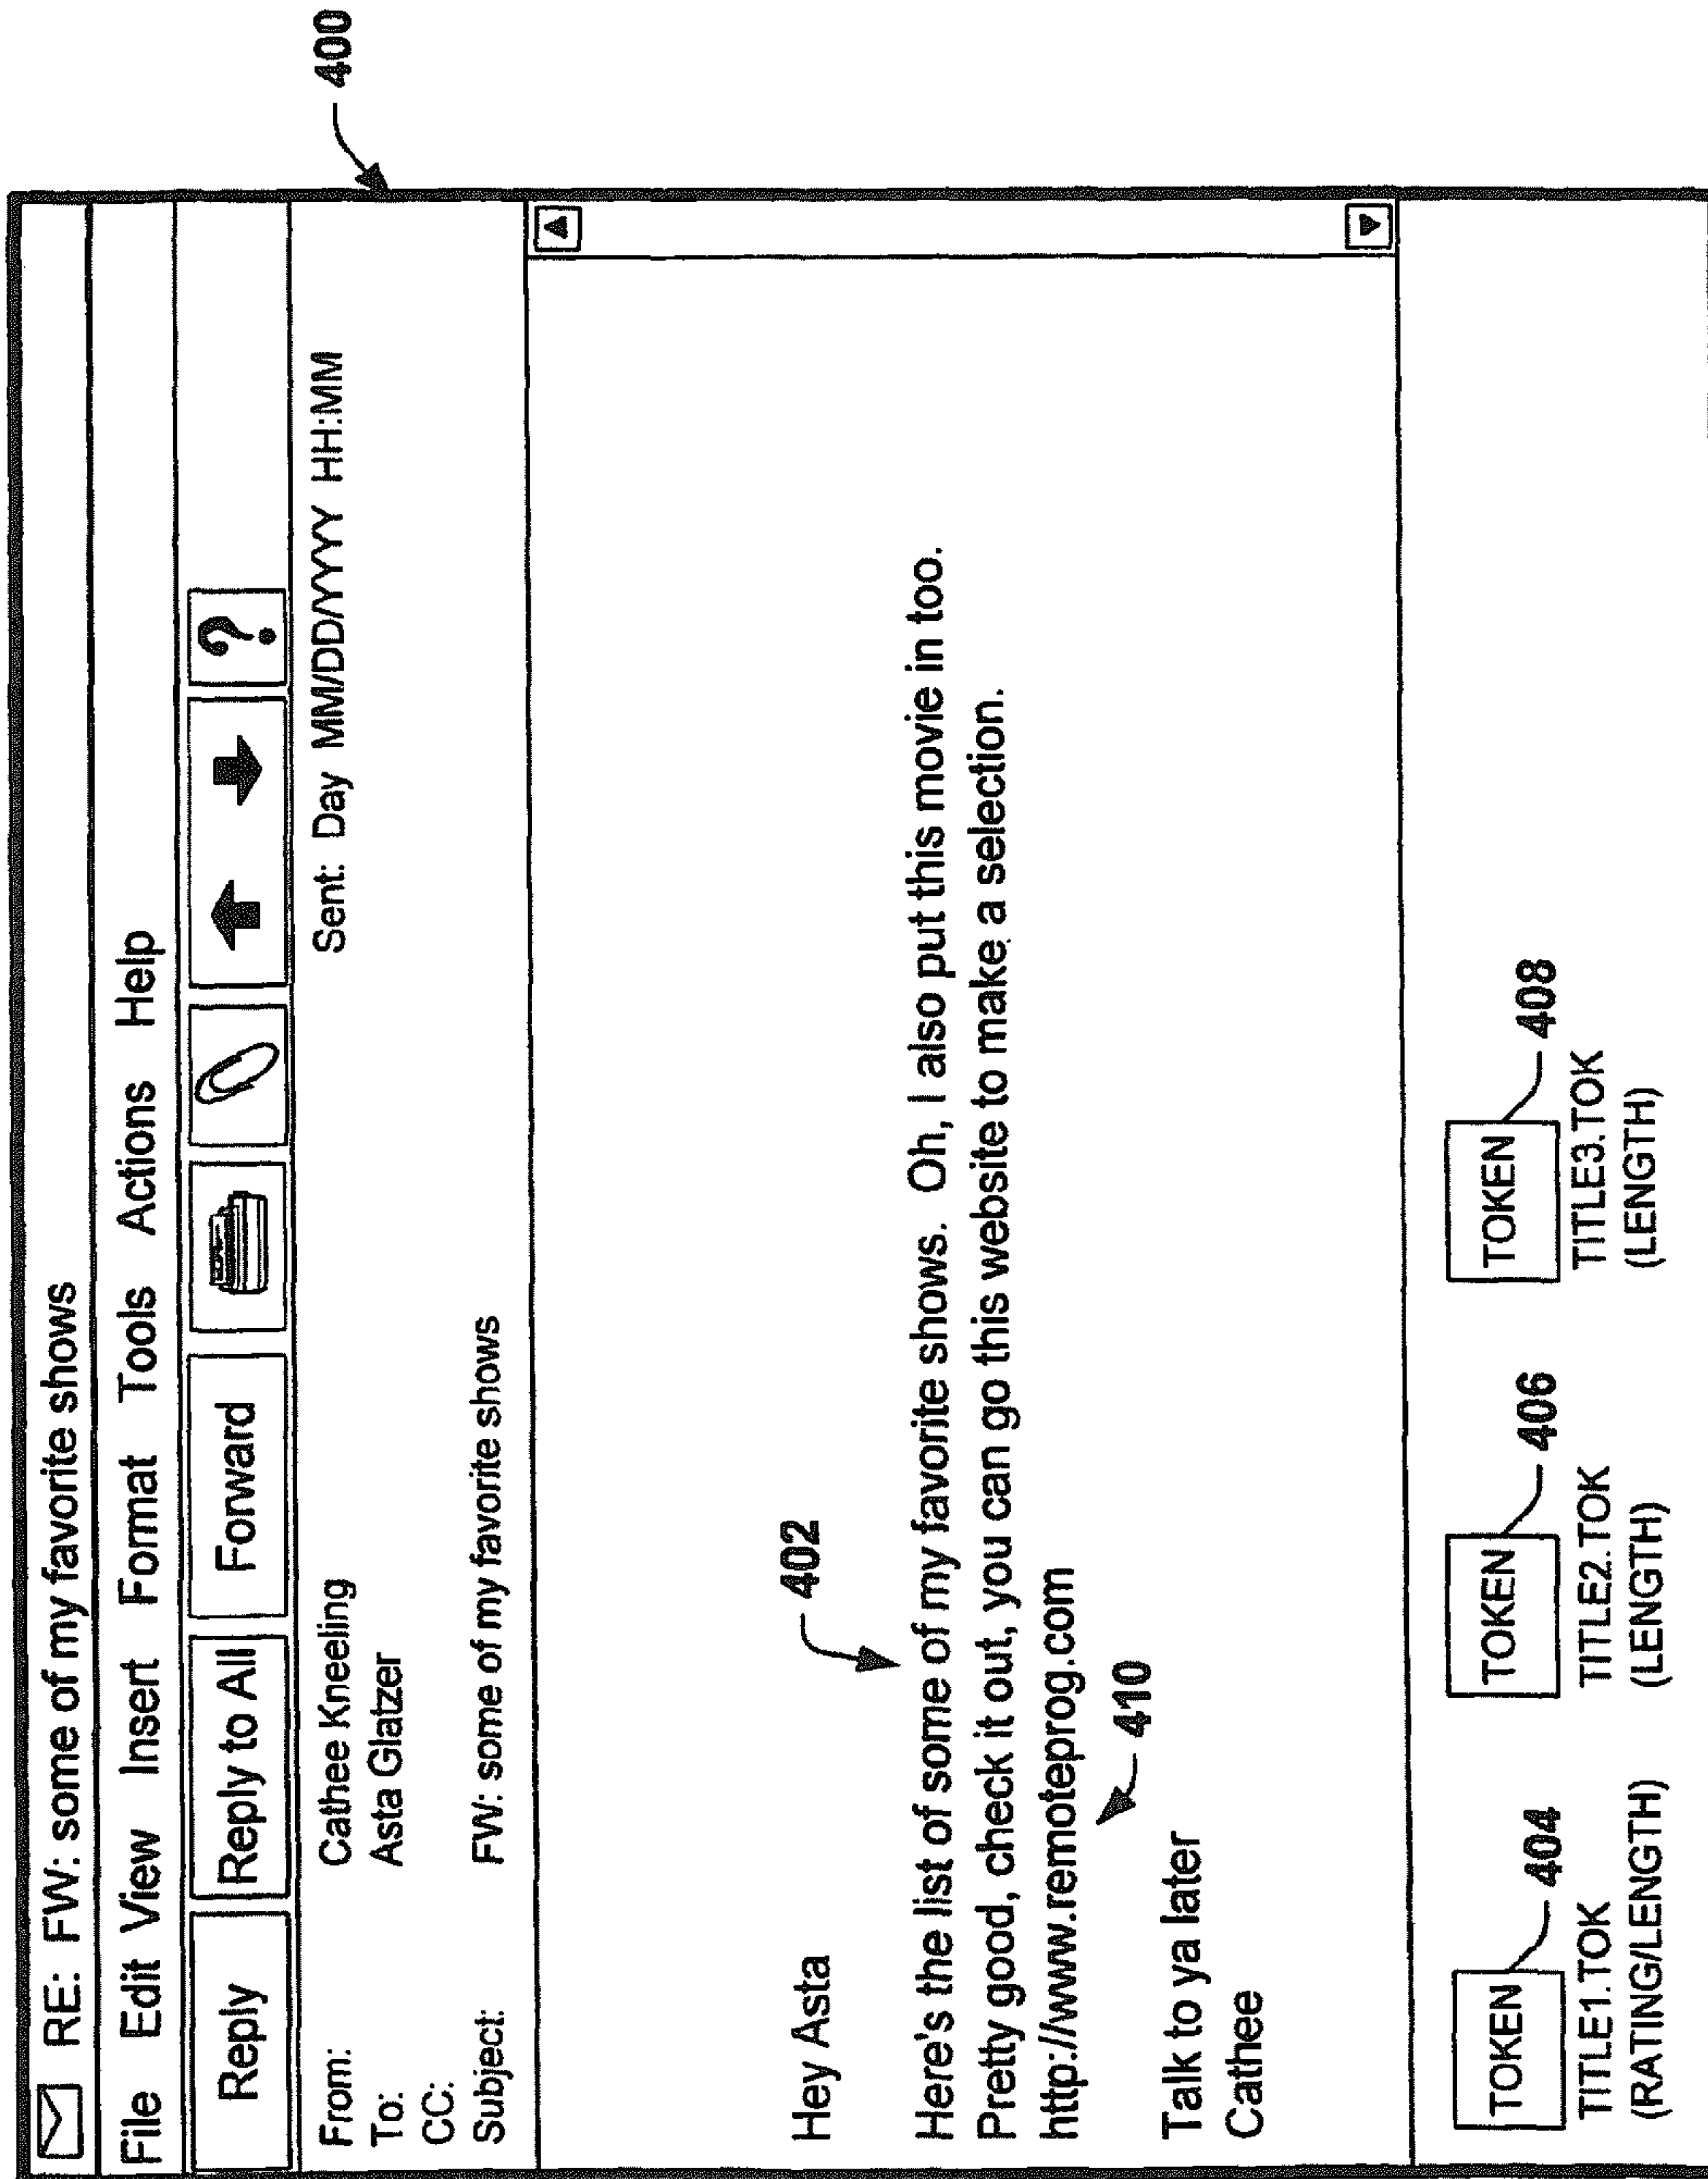 RE: FW: some of my favorite shows
File Edit View Insert Format Tools Actions Help
Reply Reply to All Forward ?
400
From: Cathee Kneeling Sent: Day MM/DD/YYYY HH:MM
To: Asta Glatzer
CC:
Subject: FW: some of my favorite shows
Hey Asta
402
Here's the list of some of my favorite shows. Oh, I also put this movie in too.
Pretty good, check it out, you can go this website to make a selection.
http://www.remoteprog.com
410
Talk to ya later
Cathee
TOKEN 404 TOKEN 406 TOKEN 408
TITLE1.TOK TITLE2.TOK TITLE3.TOK
(RATING/LENGTH) (LENGTH) (LENGTH)